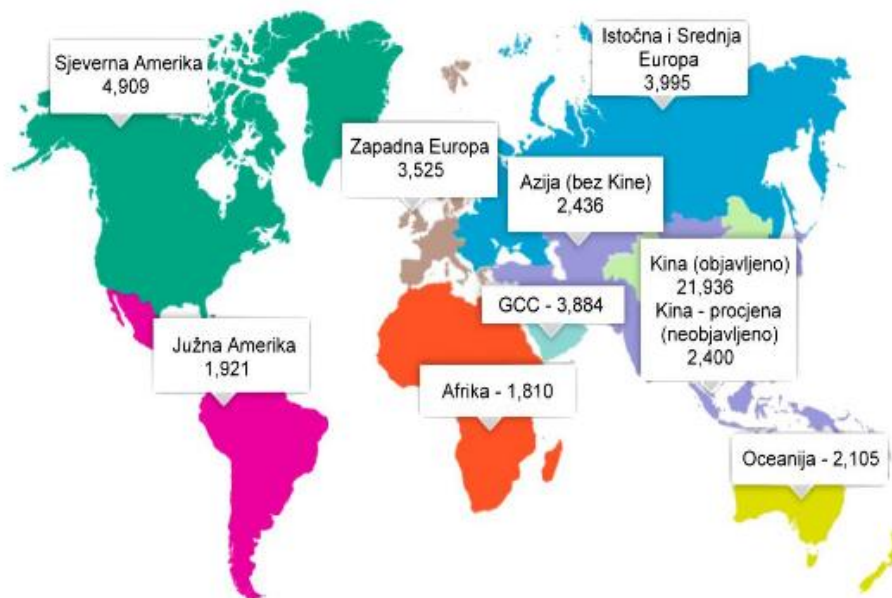 Sjeverna Amerika
4,909
Istočna i Srednja
Europa
3,995
Zapadna Europa
3,525
Azija (bez Kine)
2,436
Kina (objavljeno)
21,936
Kina - procjena
(neobjavljeno)
2,400
GCC - 3,884
Južna Amerika
1,921
Afrika - 1,810
Oceanija - 2,105